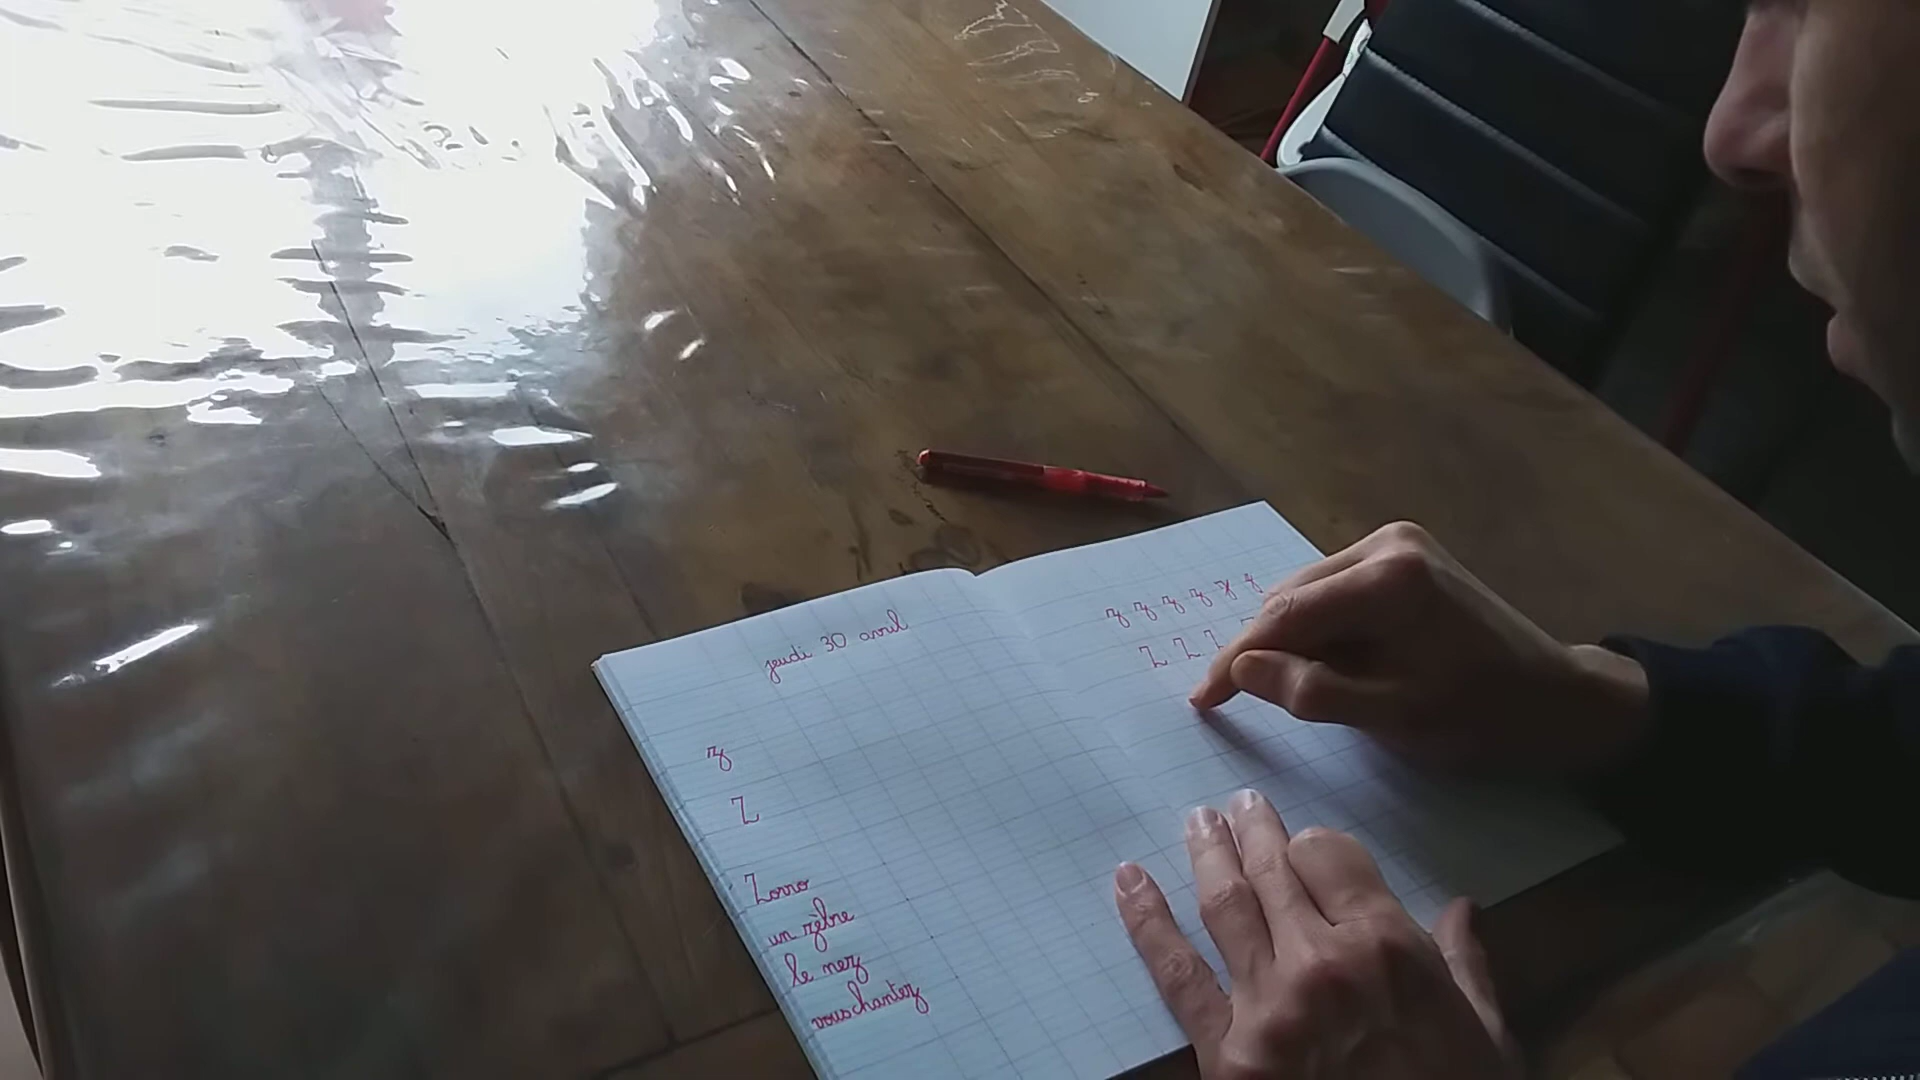 jeudi 30 avril
z
Z
Zorro
un zèbre
le nez
vous chantez
z z z z z z
Z Z Z Z